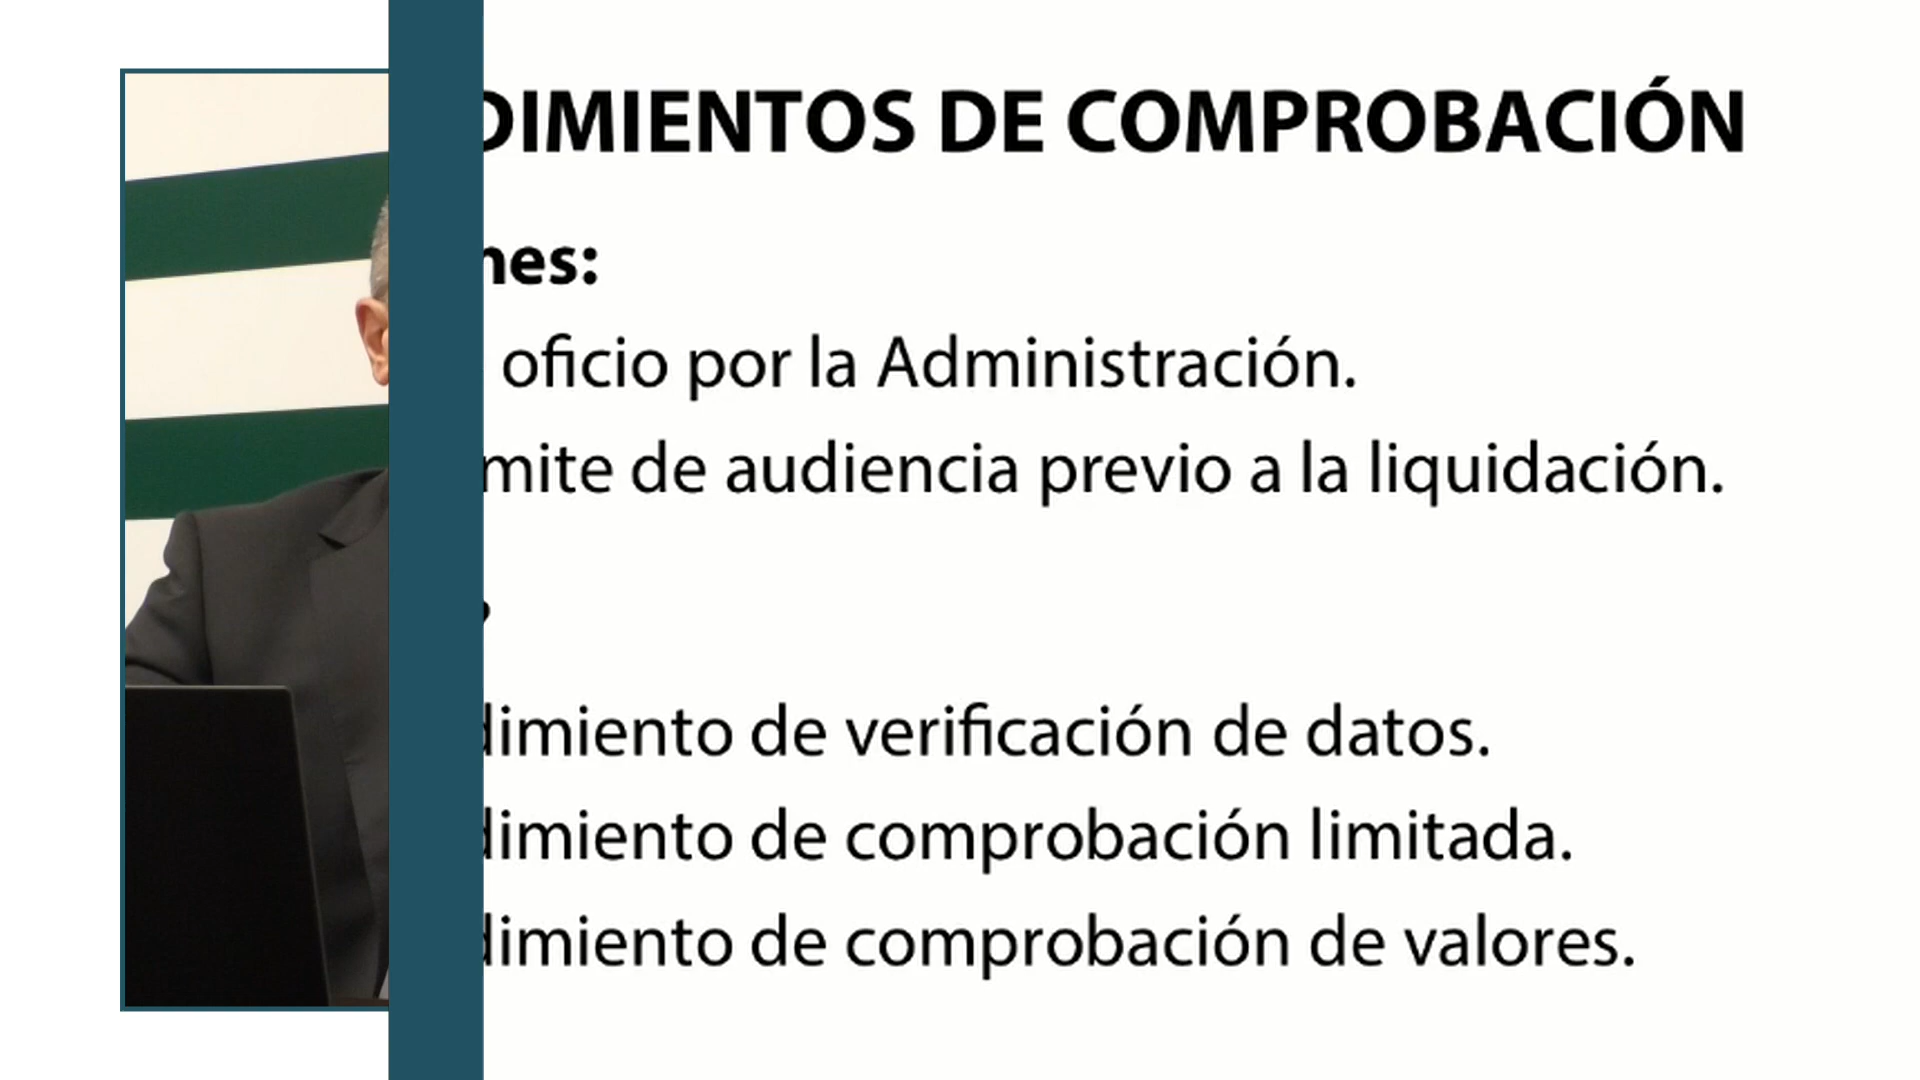 DIMIENTOS DE COMPROBACIÓN
nes:
oficio por la Administración.
mite de audiencia previo a la liquidación.
dimiento de verificación de datos.
dimiento de comprobación limitada.
dimiento de comprobación de valores.